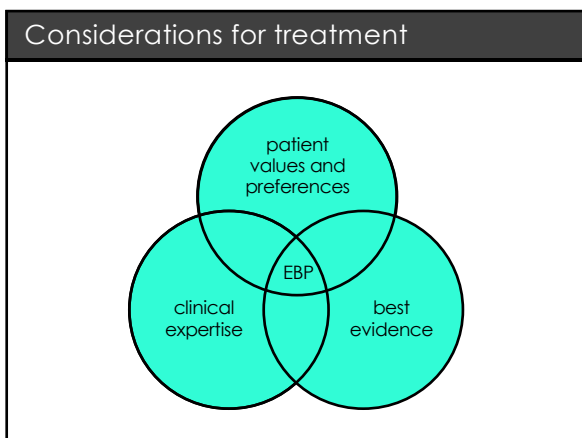 Considerations for treatment
patient
values and
preferences
EBP
clinical
expertise
best
evidence